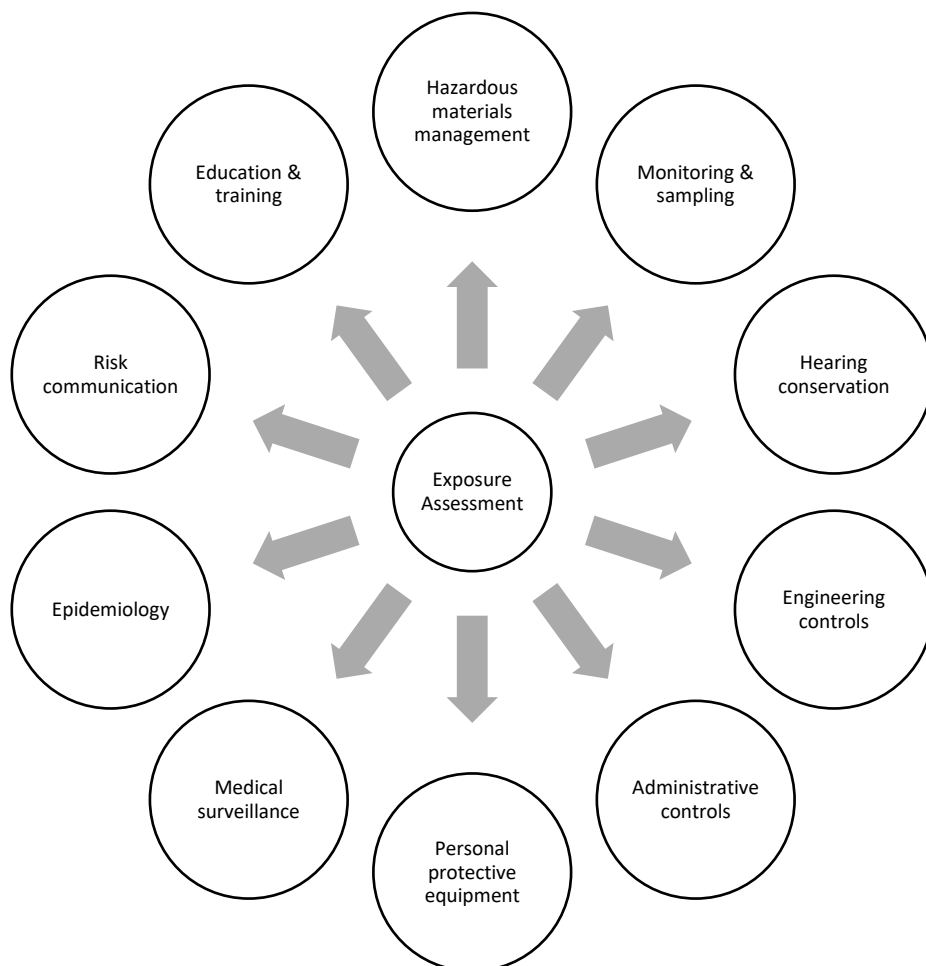 Hazardous
materials
management
Monitoring &
sampling
Hearing
conservation
Engineering
controls
Administrative
controls
Personal
protective
equipment
Medical
surveillance
Epidemiology
Risk
communication
Education &
training
Exposure
Assessment